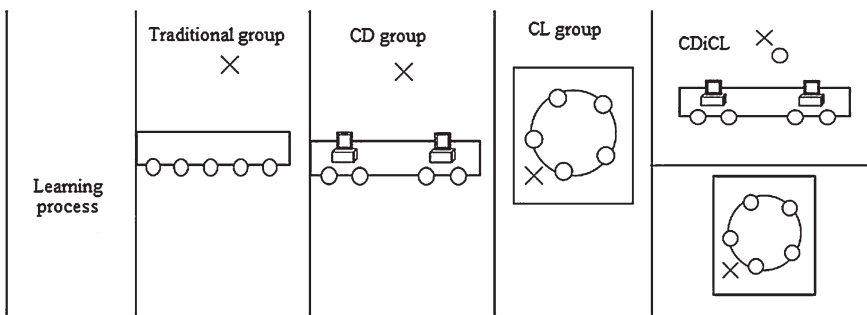 Traditional group
CD group
CL group
CDiCL
Learning
process